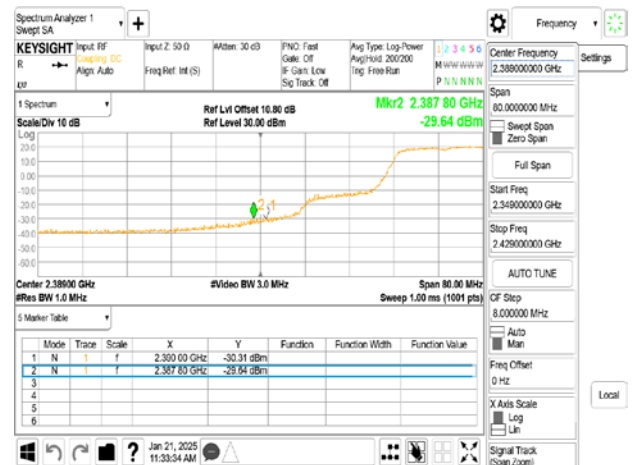 Spectrum Analyzer 1
Swept SA
+
Frequency
KEYSIGHT
Input: RF
Coupling: DC
Align: Auto
Input Z: 50 Ω
Freq Ref: Int (S)
#Atten: 30 dB
PNO: Fast
Gate: Off
IF Gain: Low
Sig Track: Off
Avg Type: Log-Power
Avg|Hold: 200/200
Trig: Free Run
1 2 3 4 5 6
M W W W W W
P N N N N N
R
1 Spectrum
Scale/Div 10 dB
Log
Ref Lvl Offset 10.80 dB
Ref Level 30.00 dBm
Mkr2 2.387 80 GHz
-29.64 dBm
20.0
10.0
0.00
-10.0
-20.0
-30.0
-40.0
-50.0
-60.0
2
1
Center 2.38900 GHz
#Res BW 1.0 MHz
#Video BW 3.0 MHz
Span 80.00 MHz
Sweep 1.00 ms (1001 pts)
5 Marker Table
Mode Trace Scale X Y Function Function Width Function Value
1 N 1 f 2.390 00 GHz -30.31 dBm
2 N 1 f 2.387 80 GHz -29.64 dBm
3
4
5
6
?
Jan 21, 2025
11:33:34 AM
Center Frequency
2.389000000 GHz
Span
80.0000000 MHz
Swept Span
Zero Span
Full Span
Start Freq
2.349000000 GHz
Stop Freq
2.429000000 GHz
AUTO TUNE
CF Step
8.000000 MHz
Auto
Man
Freq Offset
0 Hz
X Axis Scale
Log
Lin
Signal Track
(Span Zoom)
Settings
Local